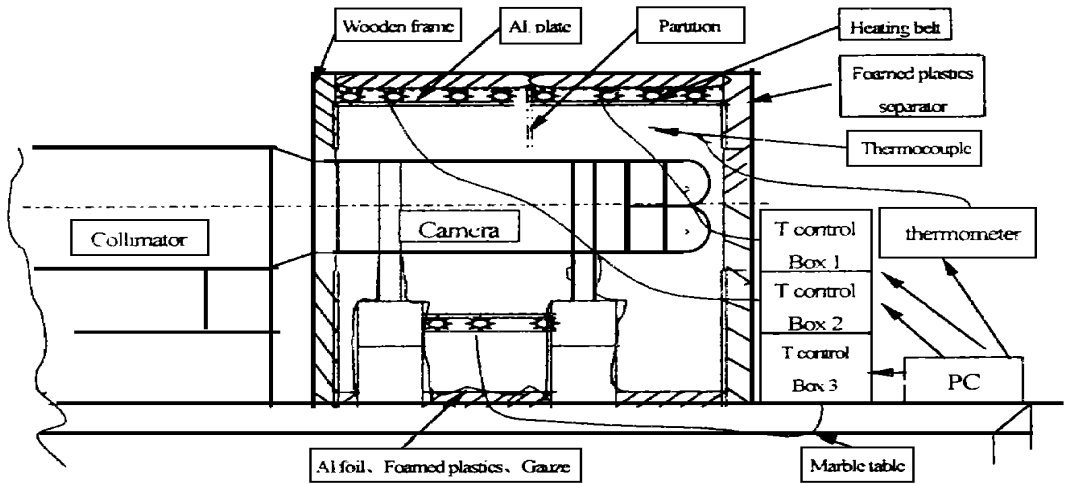 Wooden frame
Al plate
Partition
Heating belt
Foamed plastics
separator
Thermocouple
Collimator
Camera
T control
Box 1
thermometer
T control
Box 2
T control
Box 3
PC
Al foil、Foamed plastics、Gauze
Marble table